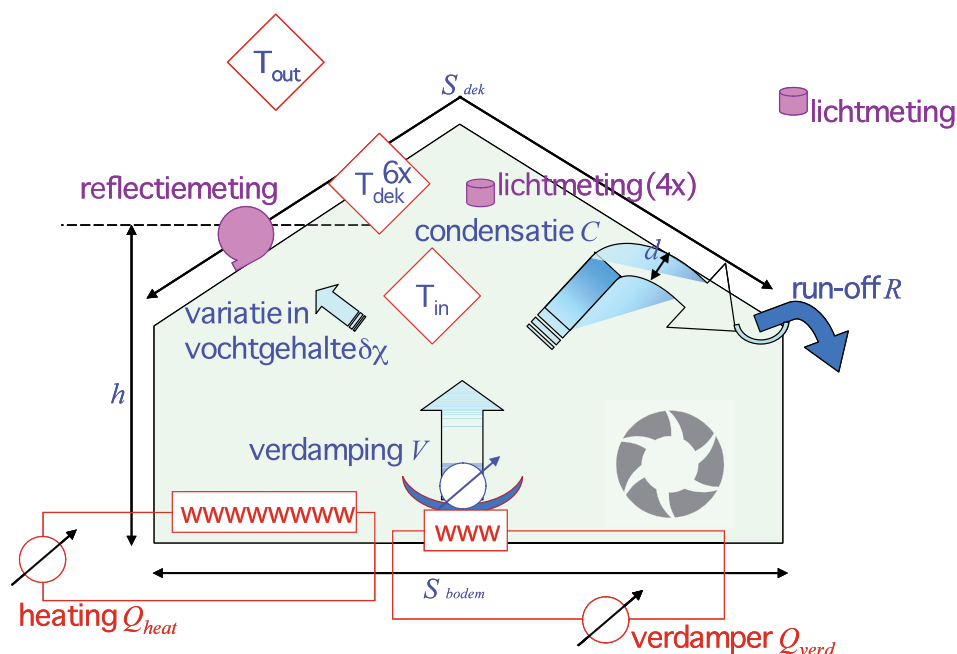 T out
S dek
lichtmeting
reflectiemeting
T dek 6x
lichtmeting (4x)
condensatie C
d
run-off R
T in
variatie in
vochtgehalte δχ
h
verdamping V
wwwwwwwww
www
S bodem
heating Q heat
verdamper Q verd